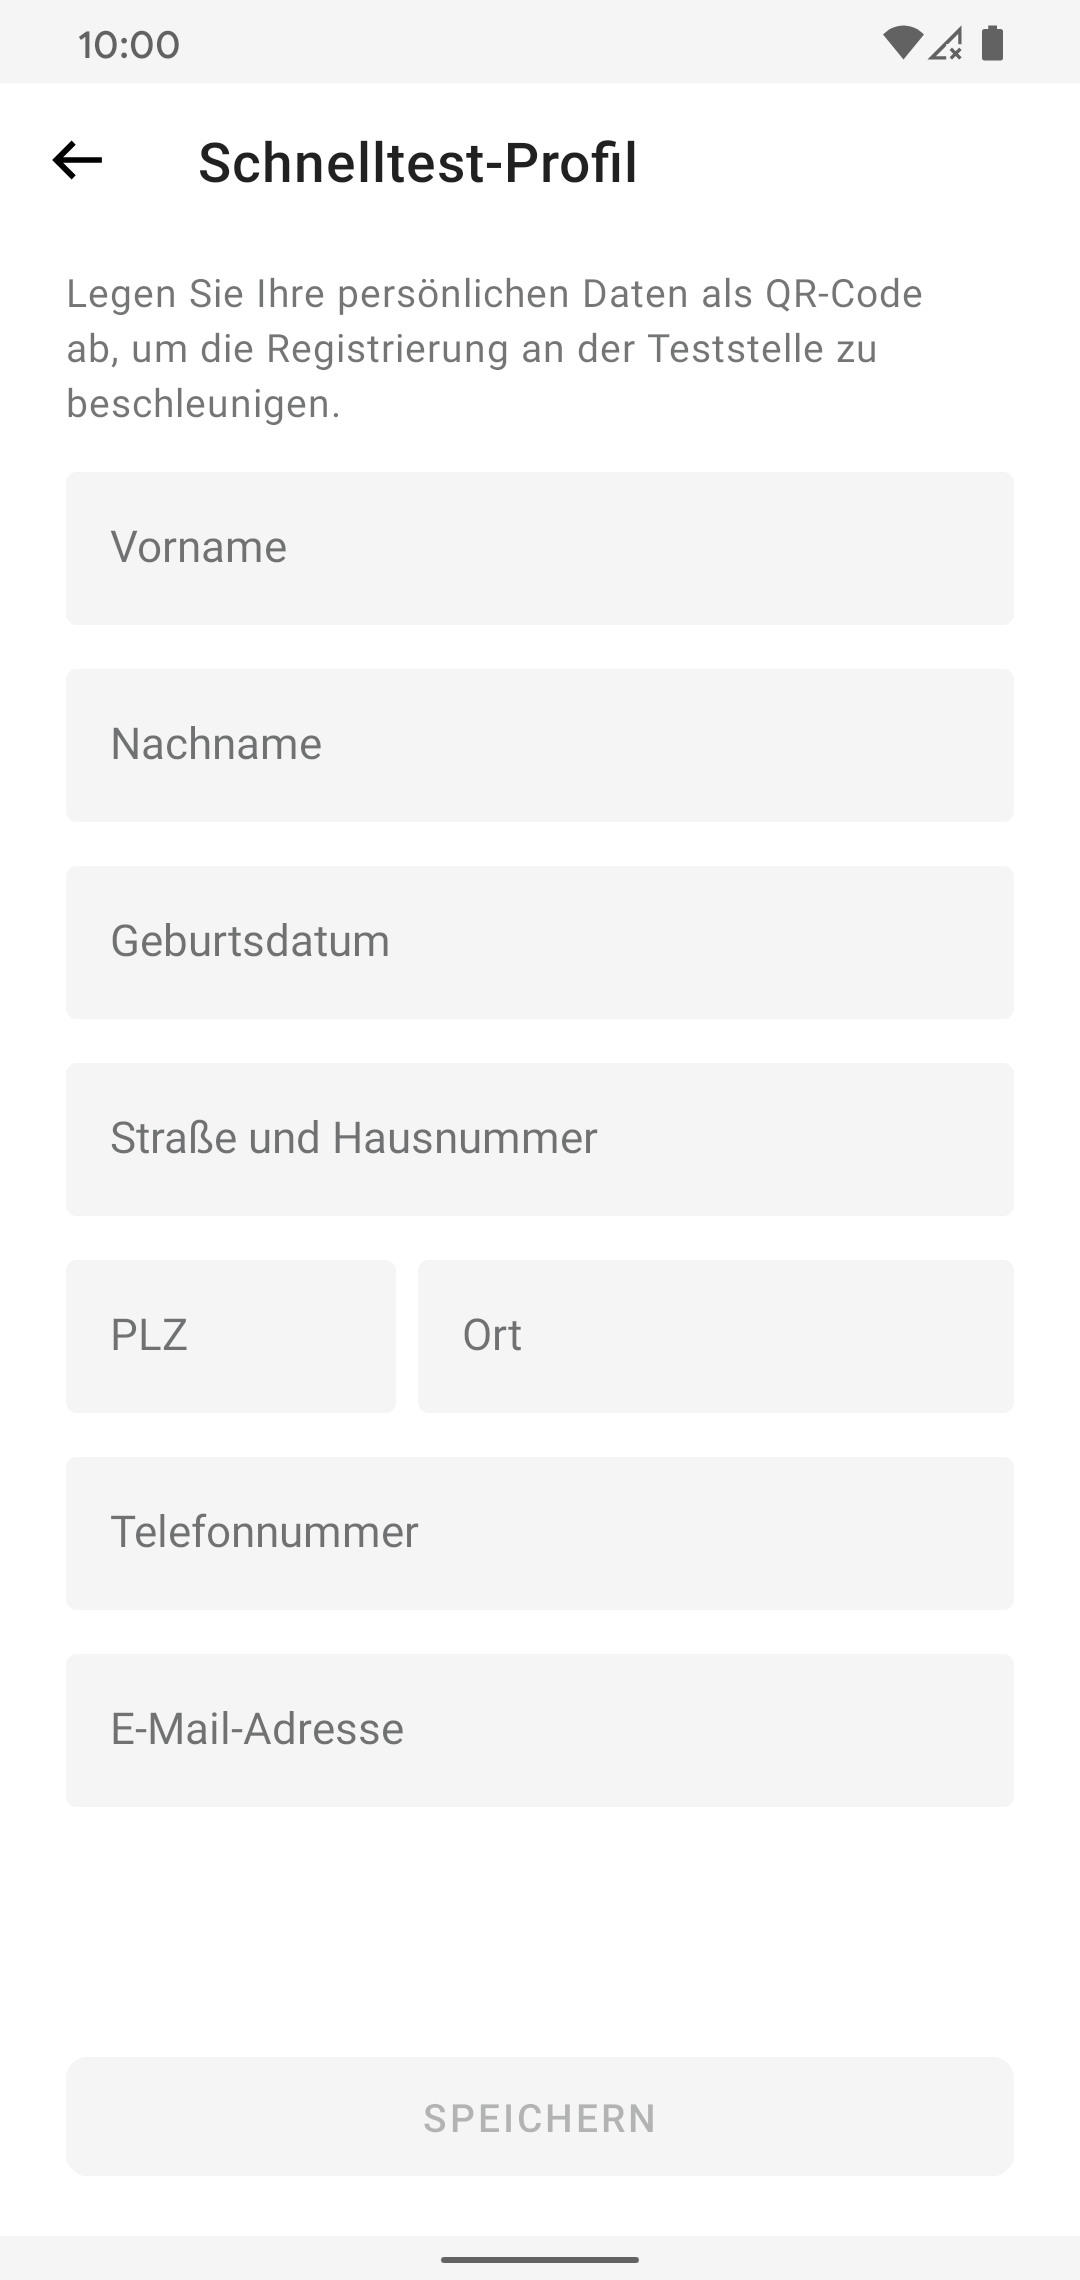 10:00
Schnelltest-Profil
Legen Sie Ihre persönlichen Daten als QR-Code
ab, um die Registrierung an der Teststelle zu
beschleunigen.
Vorname
Nachname
Geburtsdatum
Straße und Hausnummer
PLZ
Ort
Telefonnummer
E-Mail-Adresse
SPEICHERN